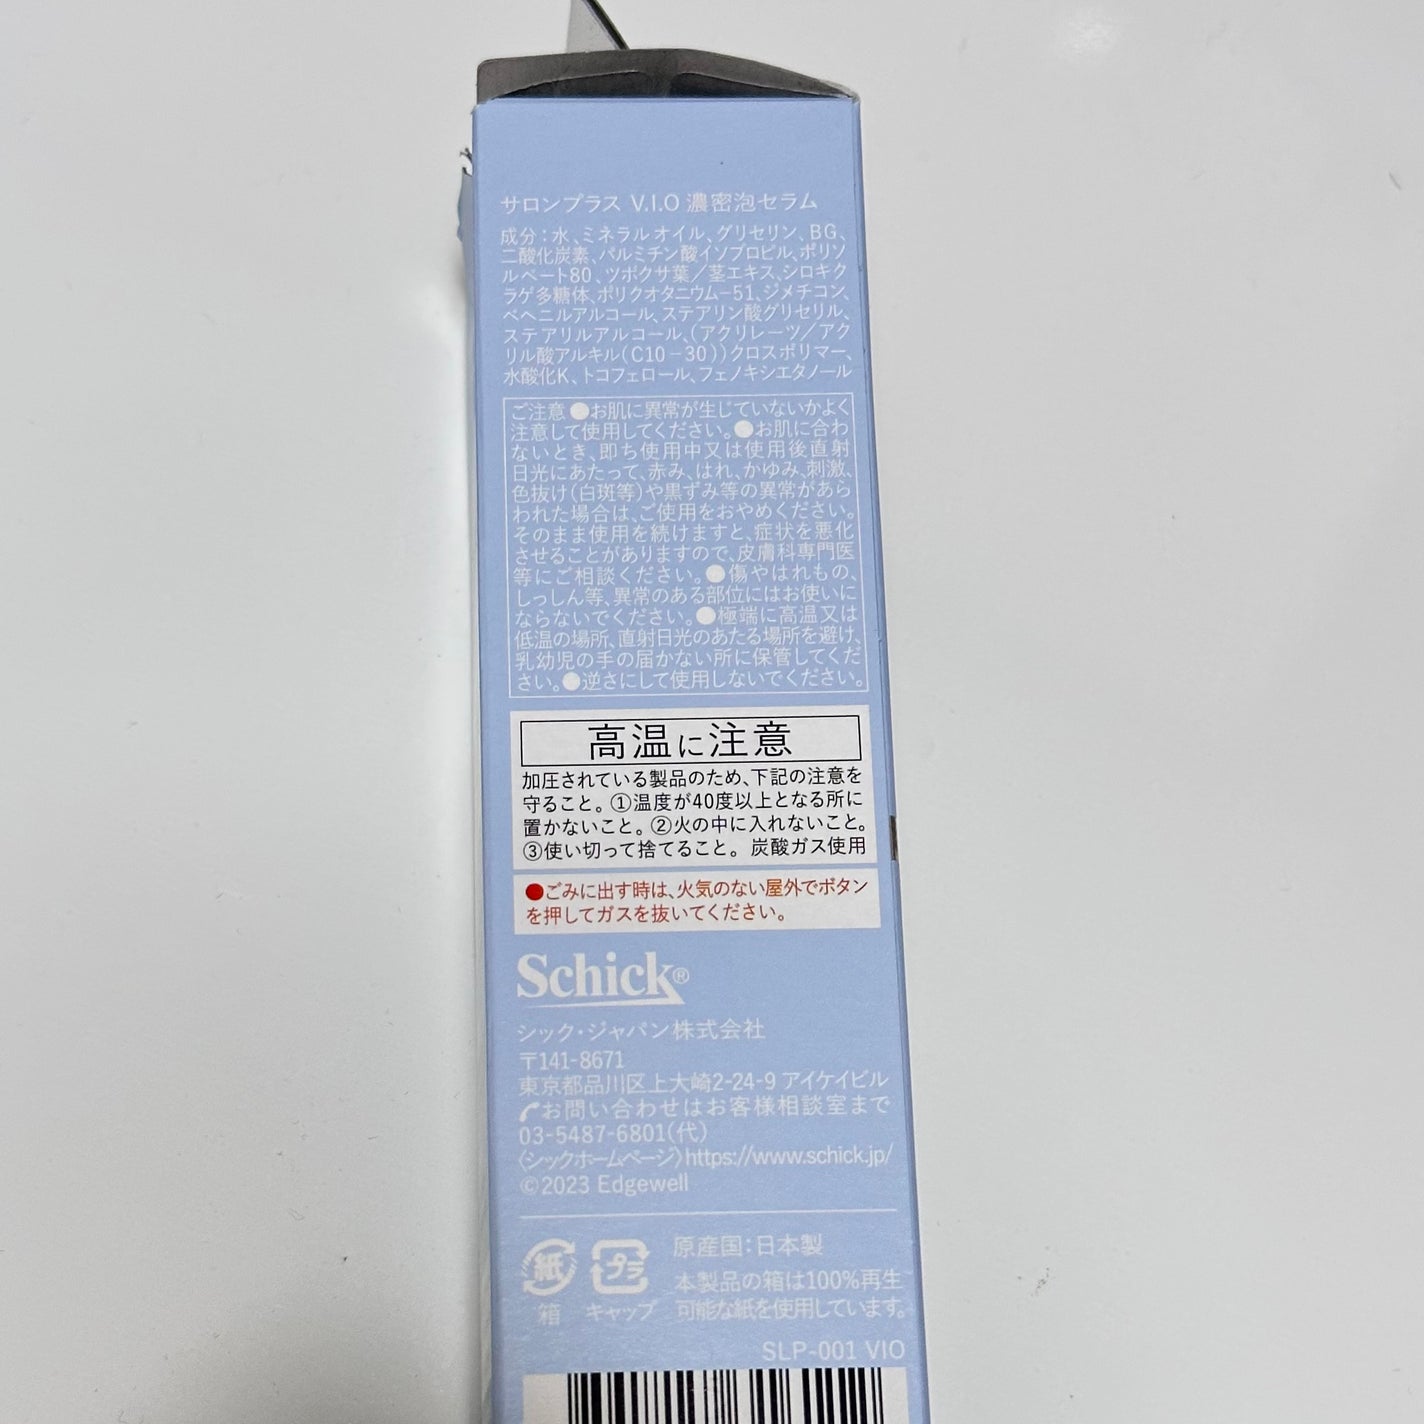 サロンプラス V.I.O 濃密泡セラム
成分：水、ミネラルオイル、グリセリン、BG、
二酸化炭素、パルミチン酸イソプロピル、ポリソ
ルベート80、ツボクサ葉／茎エキス、シロキク
ラゲ多糖体、ポリクオタニウム-51、ジメチコン、
ベヘニルアルコール、ステアリン酸グリセリル、
ステアリルアルコール、（アクリレーツ／アク
リル酸アルキル(C10-30)）クロスポリマー、
水酸化K、トコフェロール、フェノキシエタノール
ご注意 ●お肌に異常が生じていないかよく
注意して使用してください。●お肌に合わ
ないとき、即ち使用中又は使用後直射
日光にあたって、赤み、はれ、かゆみ、刺激、
色抜け(白斑等)や黒ずみ等の異常があら
われた場合は、ご使用をおやめください。
そのまま使用を続けますと、症状を悪化
させることがありますので、皮膚科専門医
等にご相談ください。●傷やはれもの、
しっしん等、異常のある部位にはお使いに
ならないでください。●極端に高温又は
低温の場所、直射日光のあたる場所を避け、
乳幼児の手の届かない所に保管してくだ
さい。●逆さにして使用しないでください。
高温に注意
加圧されている製品のため、下記の注意を
守ること。①温度が40度以上となる所に
置かないこと。②火の中に入れないこと。
③使い切って捨てること。炭酸ガス使用
●ごみに出す時は、火気のない屋外でボタン
を押してガスを抜いてください。
Schick®
シック・ジャパン株式会社
〒141-8671
東京都品川区上大崎2-24-9 アイケイビル
お問い合わせはお客様相談室まで
03-5487-6801(代)
〈シックホームページ〉https://www.schick.jp/
©2023 Edgewell
紙 プラ 原産国：日本製
箱 キャップ
本製品の箱は100%再生
可能な紙を使用しています。
SLP-001 VIO